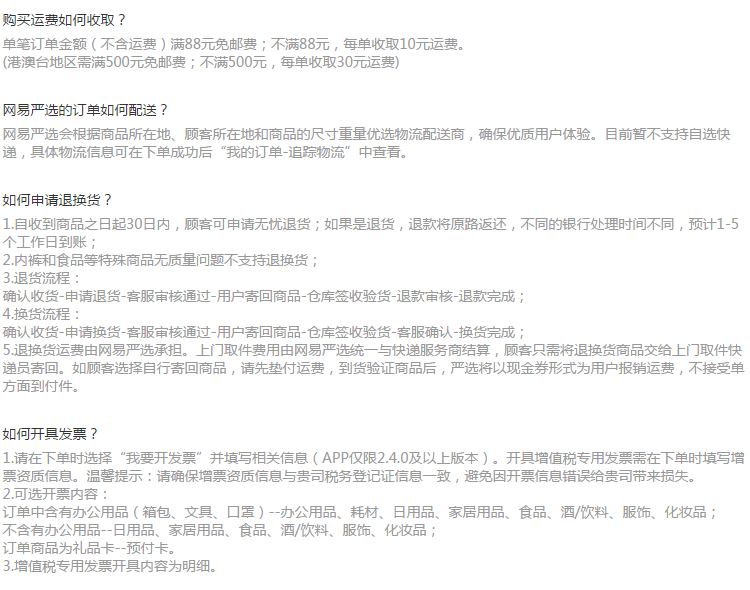 购买运费如何收取？
单笔订单金额（不含运费）满88元免邮费；不满88元，每单收取10元运费。
(港澳台地区需满500元免邮费；不满500元，每单收取30元运费)
网易严选的订单如何配送？
网易严选会根据商品所在地、顾客所在地和商品的尺寸重量优选物流配送商，确保优质用户体验。目前暂不支持自选快
递，具体物流信息可在下单成功后“我的订单-追踪物流”中查看。
如何申请退换货？
1.自收到商品之日起30日内，顾客可申请无忧退货；如果是退货，退款将原路返还，不同的银行处理时间不同，预计1-5
个工作日到账；
2.内裤和食品等特殊商品无质量问题不支持退换货；
3.退货流程：
确认收货-申请退货-客服审核通过-用户寄回商品-仓库签收验货-退款审核-退款完成；
4.换货流程：
确认收货-申请换货-客服审核通过-用户寄回商品-仓库签收验货-客服确认-换货完成；
5.退换货运费由网易严选承担。上门取件费用由网易严选统一与快递服务商结算，顾客只需将退换货商品交给上门取件快
递员寄回。如顾客选择自行寄回商品，请先垫付运费，到货验证商品后，严选将以现金券形式为用户报销运费，不接受单
方面到付件。
如何开具发票？
1.请在下单时选择“我要开发票”并填写相关信息（APP仅限2.4.0及以上版本）。开具增值税专用发票需在下单时填写增
票资质信息。温馨提示：请确保增票资质信息与贵司税务登记证信息一致，避免因开票信息错误给贵司带来损失。
2.可选开票内容：
订单中含有办公用品（箱包、文具、口罩）--办公用品、耗材、日用品、家居用品、食品、酒/饮料、服饰、化妆品；
不含有办公用品--日用品、家居用品、食品、酒/饮料、服饰、化妆品；
订单商品为礼品卡--预付卡。
3.增值税专用发票开具内容为明细。